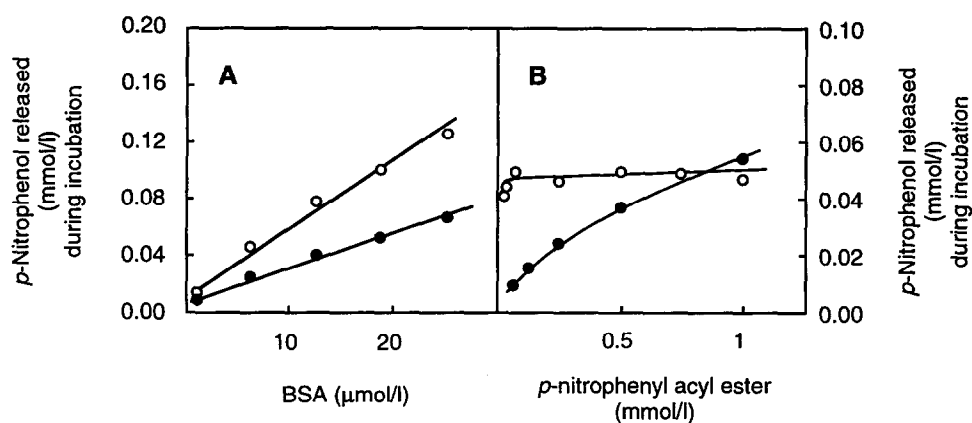 p-Nitrophenol released
(mmol/l)
during incubation
0.20
0.16
0.12
0.08
0.04
0.00
A
10
20
BSA (μmol/l)
B
0.5
1
p-nitrophenyl acyl ester
(mmol/l)
0.10
0.08
0.06
0.04
0.02
0.00
p-Nitrophenol released
(mmol/l)
during incubation